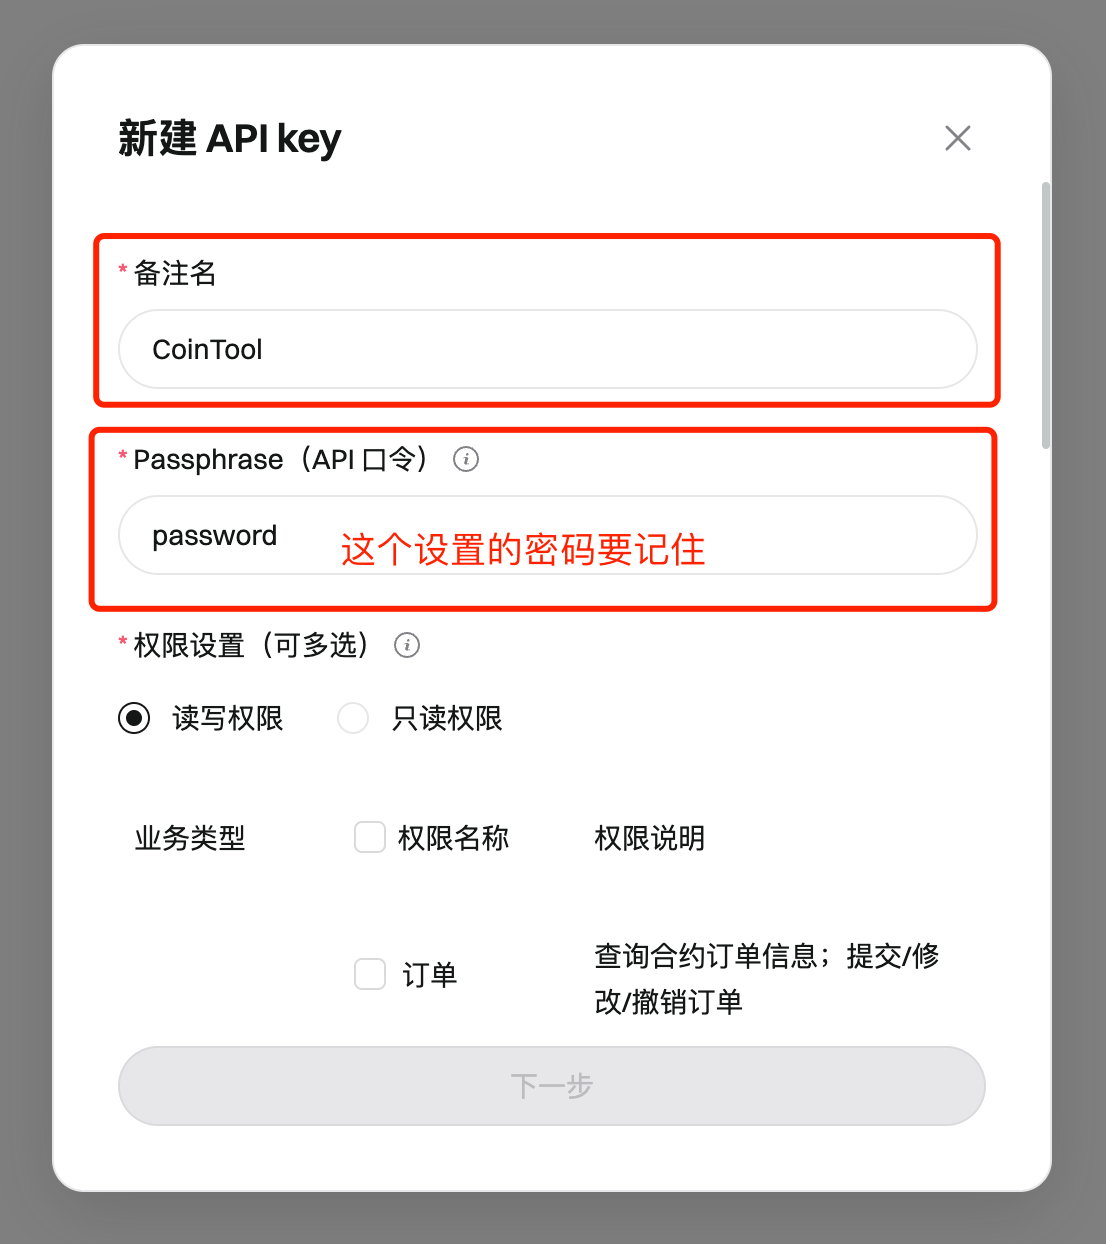 新建 API key
* 备注名
CoinTool
* Passphrase（API 口令） i
password 这个设置的密码要记住
* 权限设置（可多选） i
读写权限 只读权限
业务类型 权限名称 权限说明
订单 查询合约订单信息；提交/修
改/撤销订单
下一步